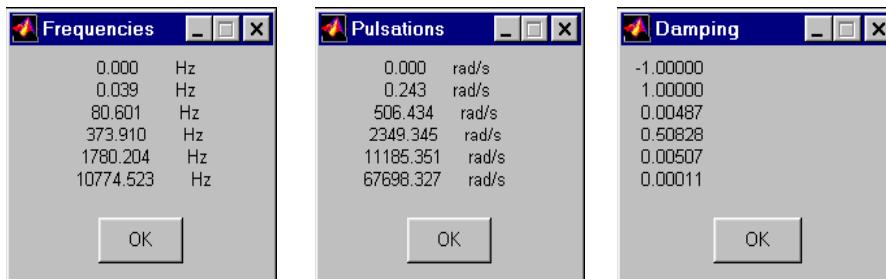 Frequencies
0.000 Hz
0.039 Hz
80.601 Hz
373.910 Hz
1780.204 Hz
10774.523 Hz
OK
Pulsations
0.000 rad/s
0.243 rad/s
506.434 rad/s
2349.345 rad/s
11185.351 rad/s
67698.327 rad/s
OK
Damping
-1.00000
1.00000
0.00487
0.50828
0.00507
0.00011
OK